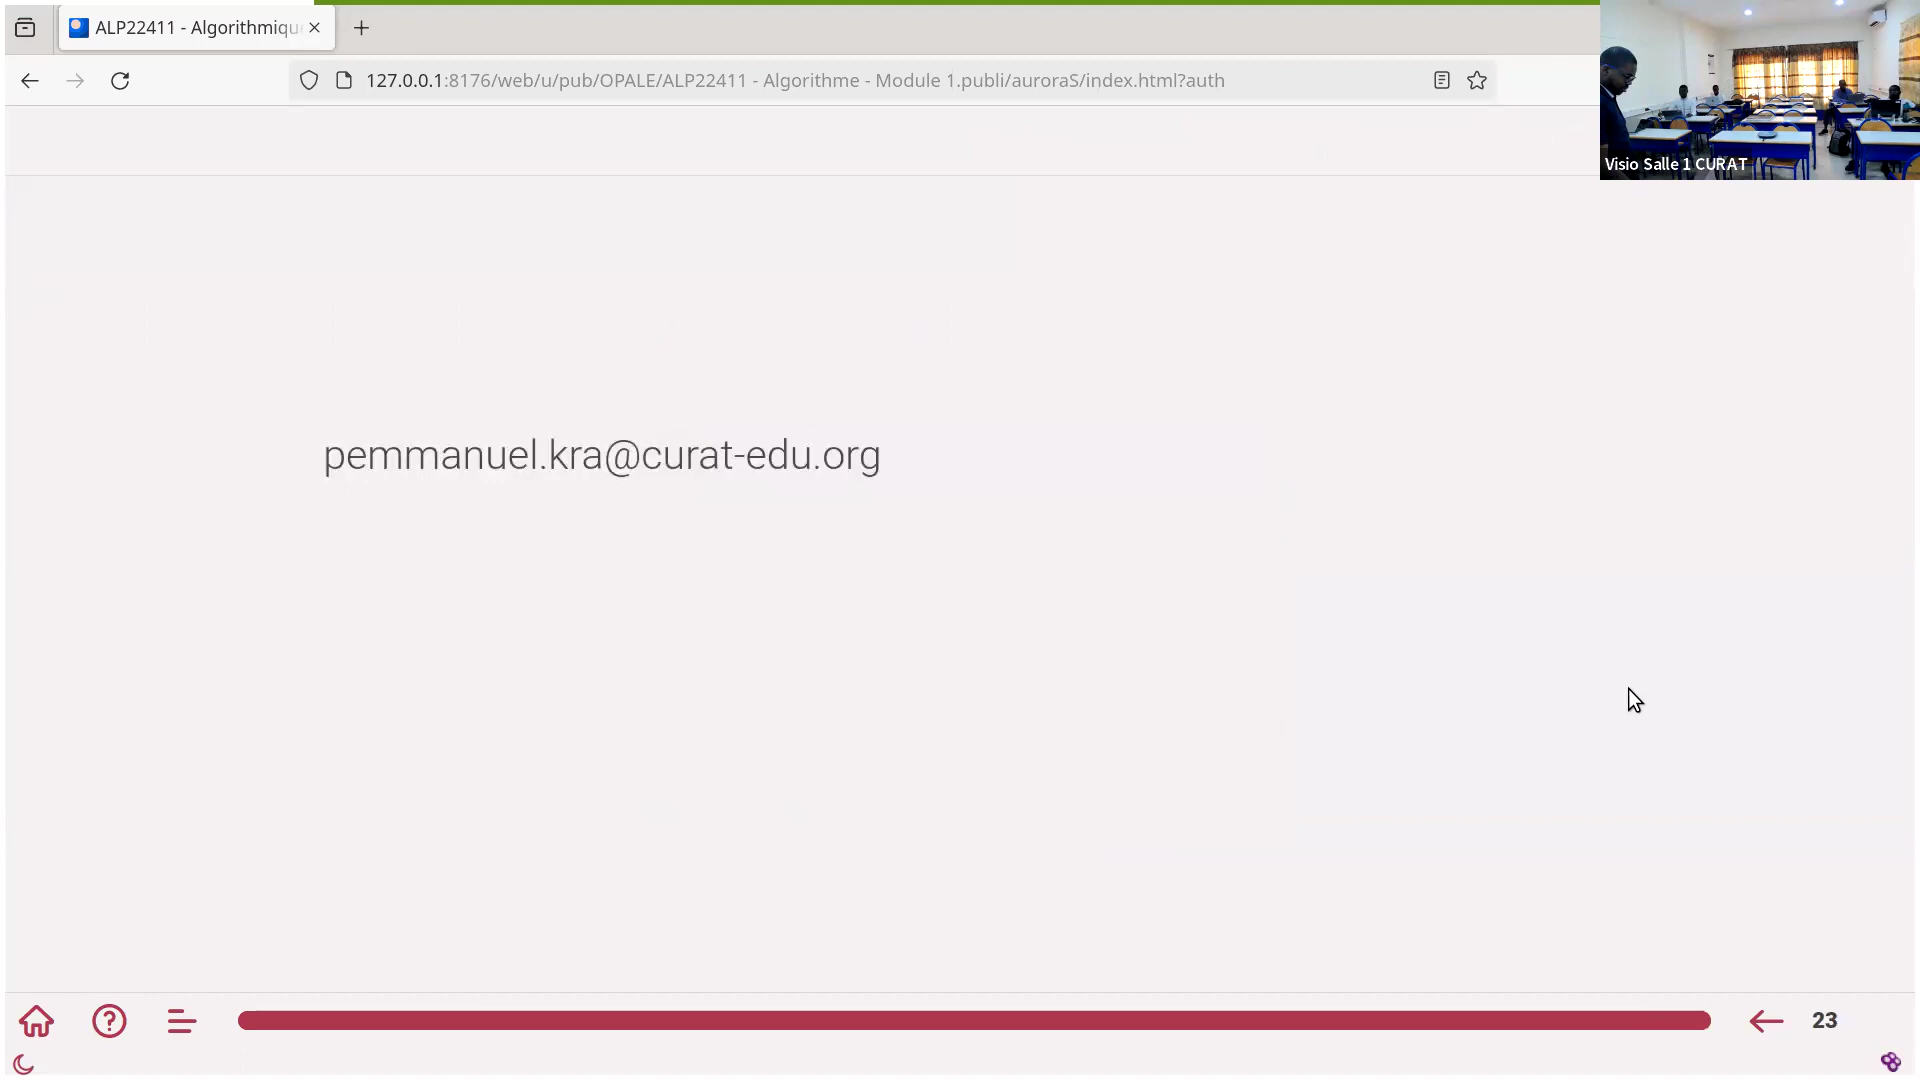 ALP22411 - Algorithmiqu
127.0.0.1:8176/web/u/pub/OPALE/ALP22411 - Algorithme - Module 1.publi/auroraS/index.html?auth
Visio Salle 1 CURAT
pemmanuel.kra@curat-edu.org
23